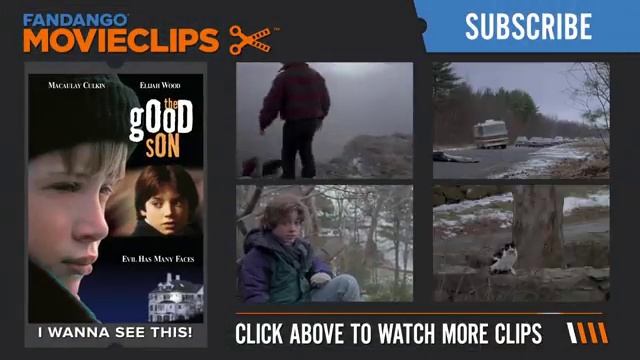 FANDANGO
MOVIECLIPS™
SUBSCRIBE
MACAULAY CULKIN ELIJAH WOOD
the
gOOD
SON
EVIL HAS MANY FACES
I WANNA SEE THIS!
CLICK ABOVE TO WATCH MORE CLIPS